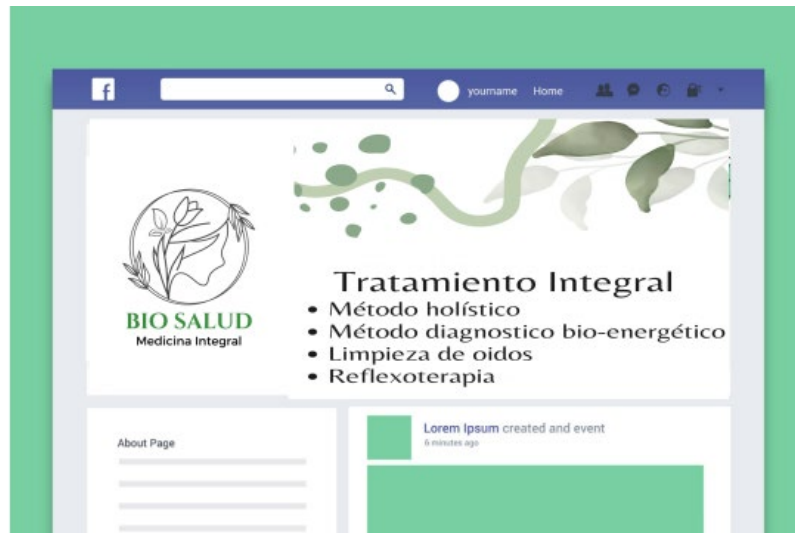 f
yourname Home
BIO SALUD
Medicina Integral
Tratamiento Integral
• Método holístico
• Método diagnostico bio-energético
• Limpieza de oidos
• Reflexoterapia
About Page
Lorem Ipsum created and event
6 minutes ago